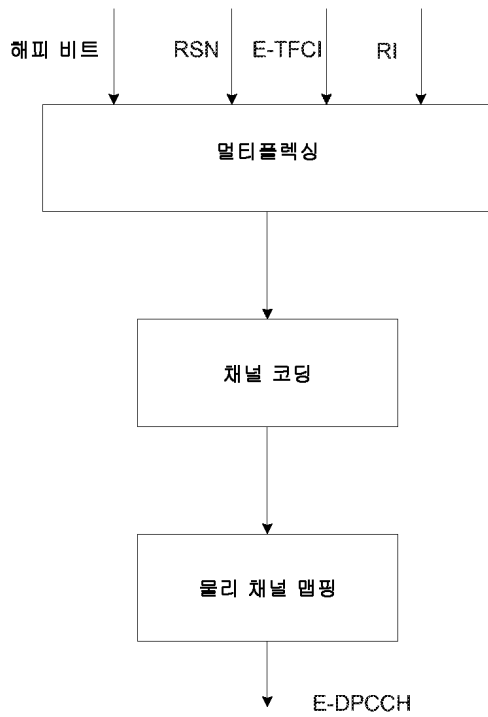 해피 비트 RSN E-TFCI RI
멀티플렉싱
채널 코딩
물리 채널 맵핑
E-DPCCH